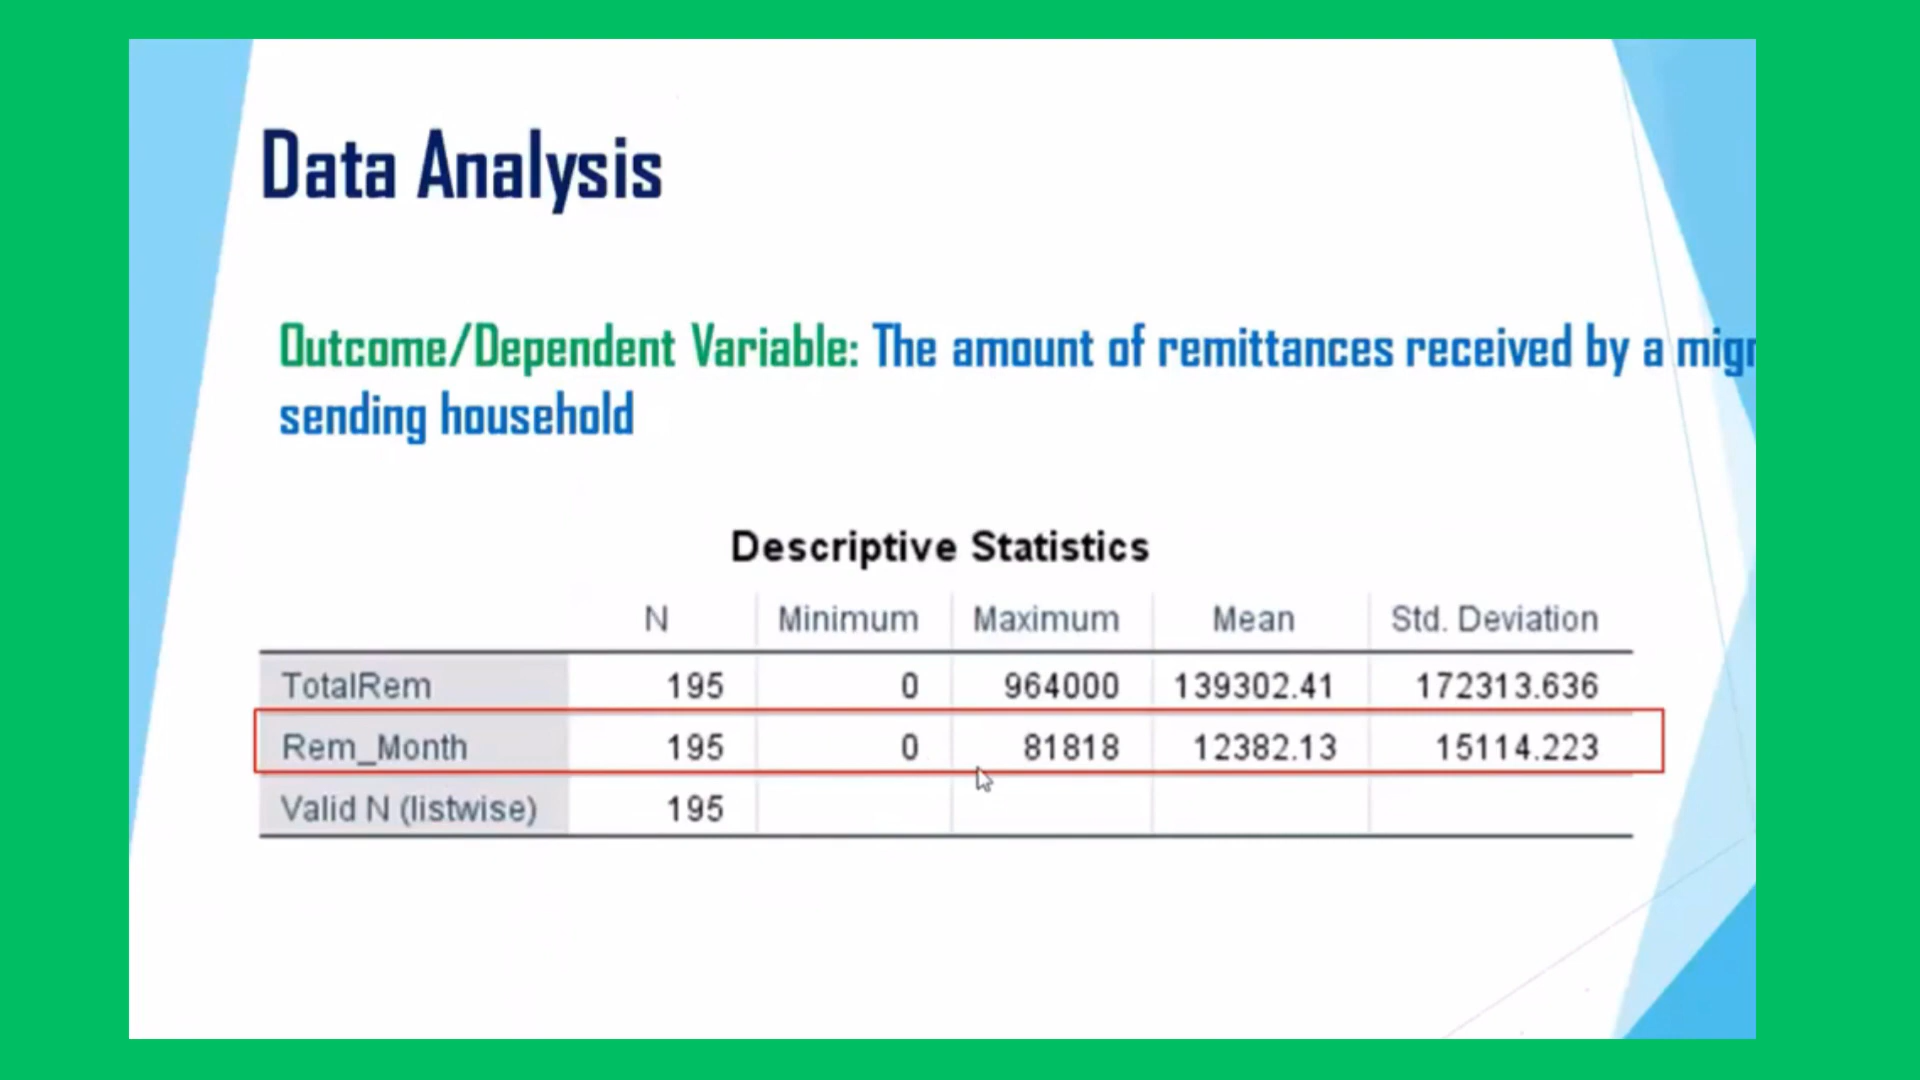 Data Analysis
Outcome/Dependent Variable: The amount of remittances received by a
sending household
Descriptive Statistics
N Minimum Maximum Mean Std. Deviation
TotalRem 195 0 964000 139302.41 172313.636
Rem_Month 195 0 81818 12382.13 15114.223
Valid N (listwise) 195